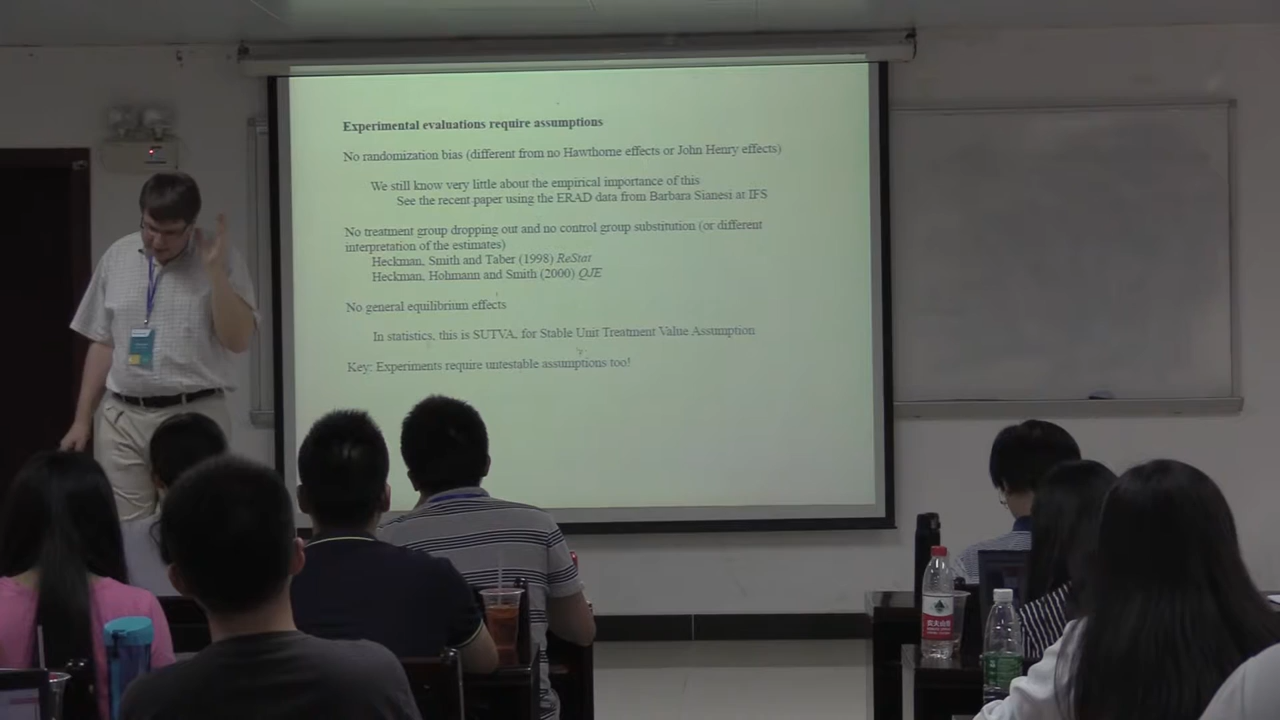 Experimental evaluations require assumptions
No randomization bias (different from no Hawthorne effects or John Henry effects)
We still know very little about the empirical importance of this
See the recent paper using the ERAD data from Barbara Sianesi at IFS
No treatment group dropping out and no control group substitution (or different
interpretation of the estimates)
Heckman, Smith and Taber (1998) ReStat
Heckman, Hohmann and Smith (2000) QJE
No general equilibrium effects
In statistics, this is SUTVA, for Stable Unit Treatment Value Assumption
Key: Experiments require untestable assumptions too!
农夫山泉